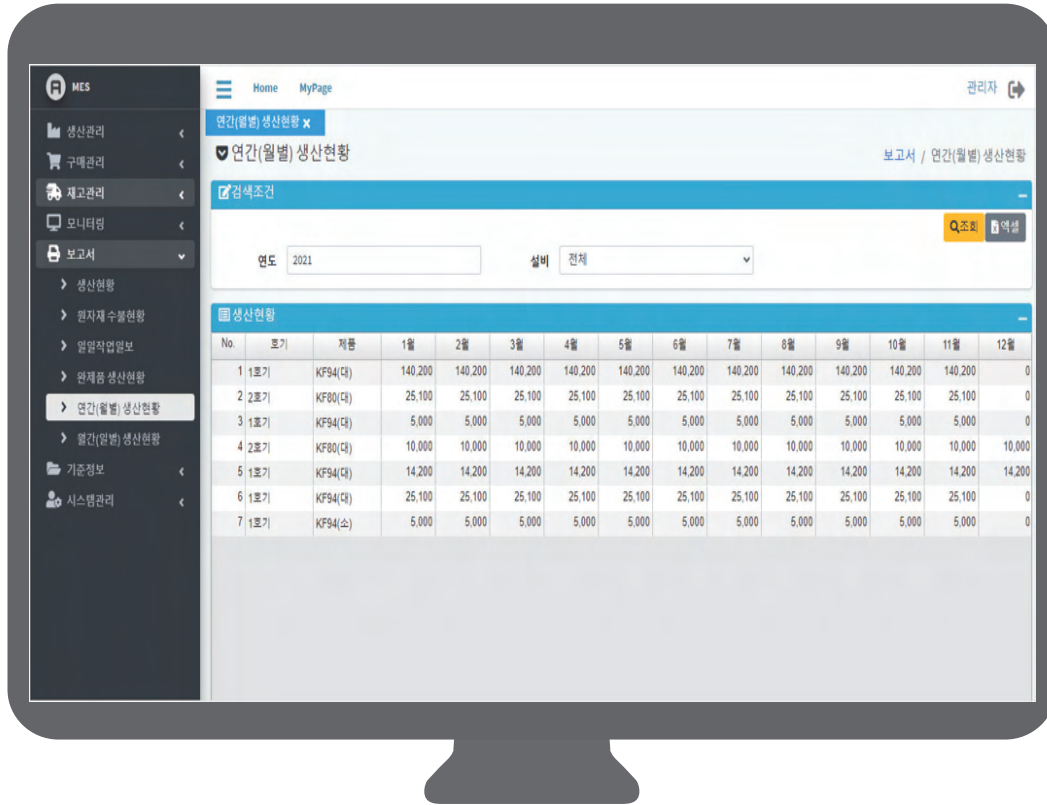 MES
Home MyPage 관리자
생산관리
구매관리
재고관리
모니터링
보고서
생산현황
원자재 수불현황
일일작업일보
완제품 생산현황
연간(월별) 생산현황
월간(일별) 생산현황
기준정보
시스템관리
연간(월별) 생산현황 x
연간(월별) 생산현황 보고서 / 연간(월별) 생산현황
검색조건
조회 엑셀
연도 2021 설비 전체
생산현황
No. 호기 제품 1월 2월 3월 4월 5월 6월 7월 8월 9월 10월 11월 12월
1 1호기 KF94(대) 140,200 140,200 140,200 140,200 140,200 140,200 140,200 140,200 140,200 140,200 140,200 0
2 2호기 KF80(대) 25,100 25,100 25,100 25,100 25,100 25,100 25,100 25,100 25,100 25,100 25,100 0
3 1호기 KF94(대) 5,000 5,000 5,000 5,000 5,000 5,000 5,000 5,000 5,000 5,000 5,000 0
4 2호기 KF80(대) 10,000 10,000 10,000 10,000 10,000 10,000 10,000 10,000 10,000 10,000 10,000 10,000
5 1호기 KF94(대) 14,200 14,200 14,200 14,200 14,200 14,200 14,200 14,200 14,200 14,200 14,200 14,200
6 1호기 KF94(대) 25,100 25,100 25,100 25,100 25,100 25,100 25,100 25,100 25,100 25,100 25,100 0
7 1호기 KF94(소) 5,000 5,000 5,000 5,000 5,000 5,000 5,000 5,000 5,000 5,000 5,000 0